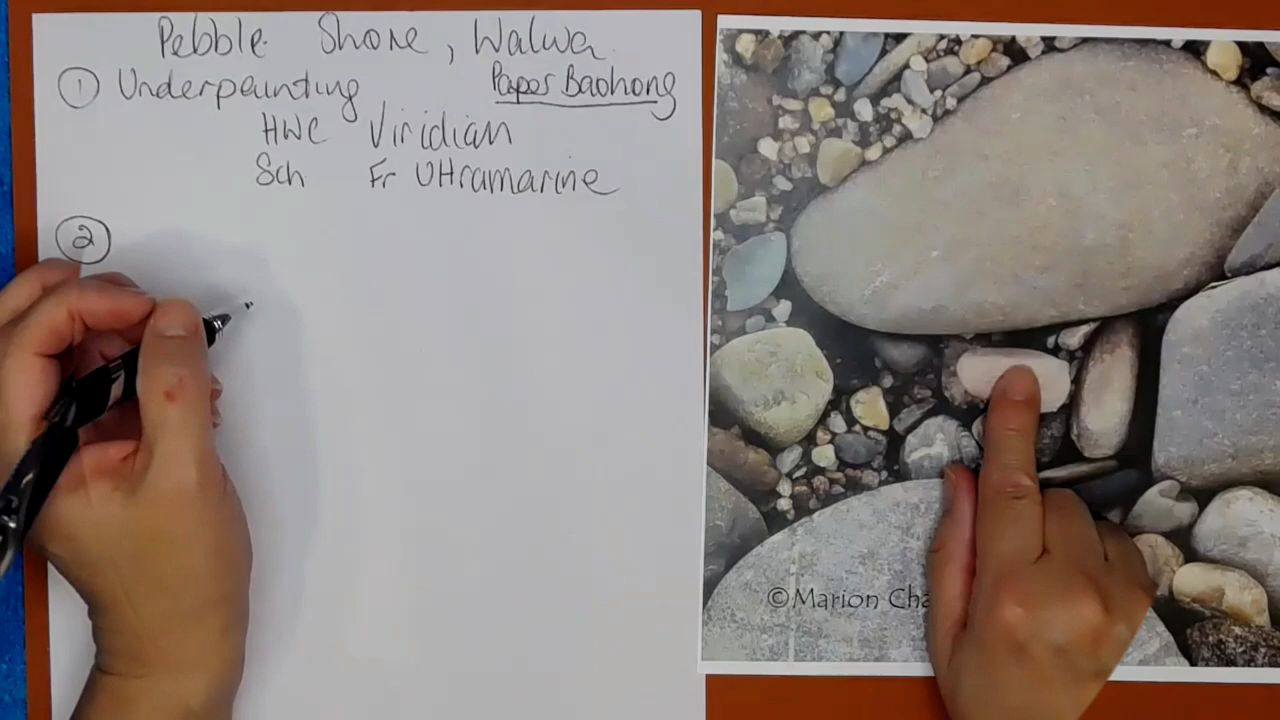 Pebble Shore, Walwa
① Underpainting Paper Baohong
HWC Viridian
Sch Fr Ultramarine
②
©Marion Cha